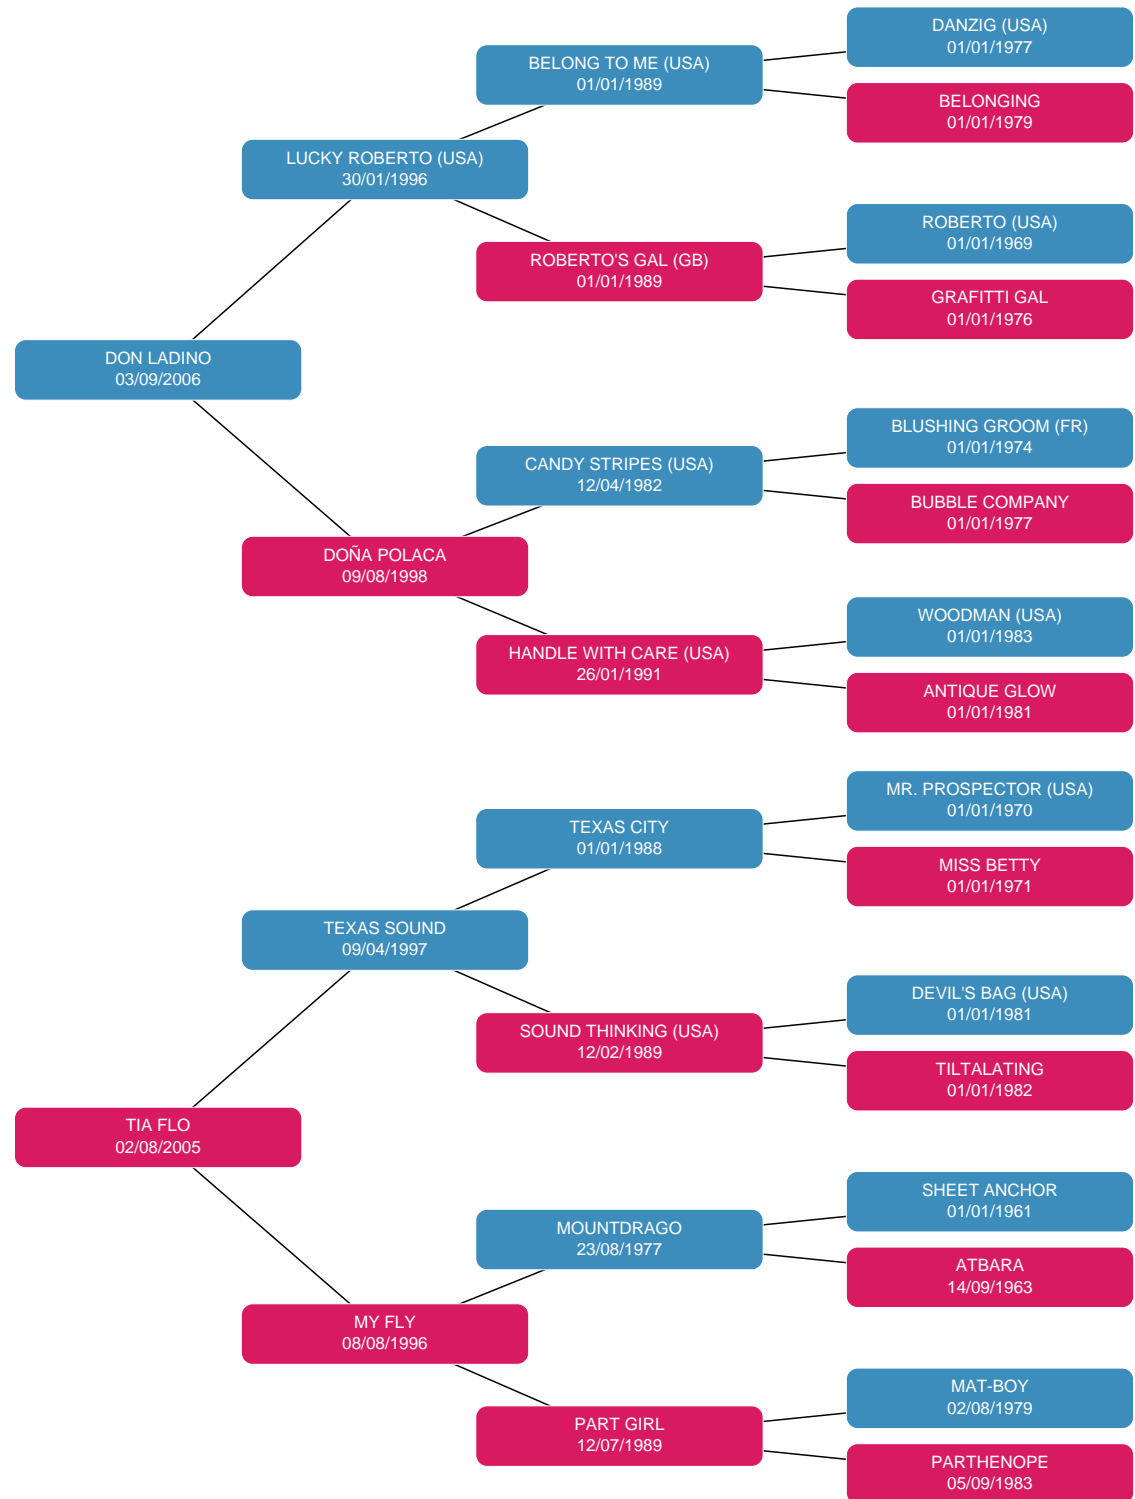 DANZIG (USA)
01/01/1977
BELONG TO ME (USA)
01/01/1989
BELONGING
01/01/1979
LUCKY ROBERTO (USA)
30/01/1996
ROBERTO (USA)
01/01/1969
ROBERTO'S GAL (GB)
01/01/1989
GRAFITTI GAL
01/01/1976
DON LADINO
03/09/2006
BLUSHING GROOM (FR)
01/01/1974
CANDY STRIPES (USA)
12/04/1982
BUBBLE COMPANY
01/01/1977
DOÑA POLACA
09/08/1998
WOODMAN (USA)
01/01/1983
HANDLE WITH CARE (USA)
26/01/1991
ANTIQUE GLOW
01/01/1981
MR. PROSPECTOR (USA)
01/01/1970
TEXAS CITY
01/01/1988
MISS BETTY
01/01/1971
TEXAS SOUND
09/04/1997
DEVIL'S BAG (USA)
01/01/1981
SOUND THINKING (USA)
12/02/1989
TILTALATING
01/01/1982
TIA FLO
02/08/2005
SHEET ANCHOR
01/01/1961
MOUNTDRAGO
23/08/1977
ATBARA
14/09/1963
MY FLY
08/08/1996
MAT-BOY
02/08/1979
PART GIRL
12/07/1989
PARTHENOPE
05/09/1983